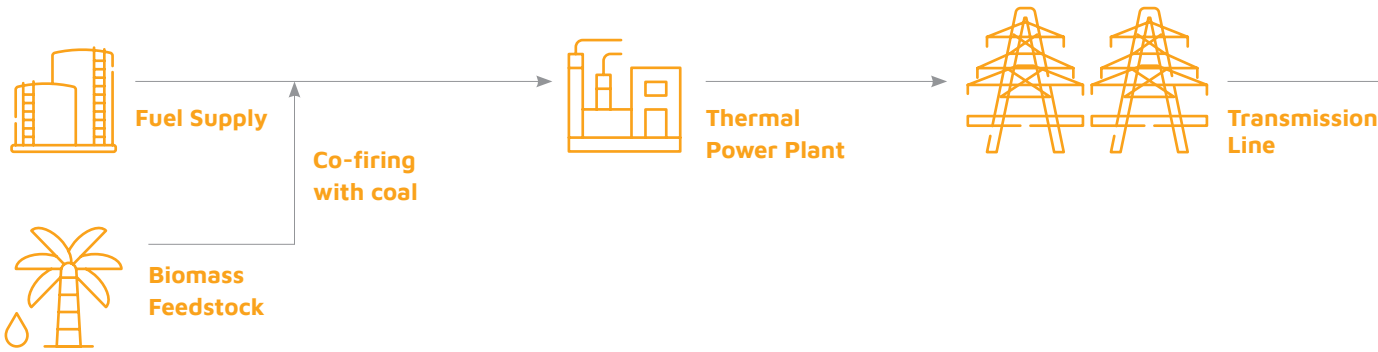 Fuel Supply
Co-firing
with coal
Biomass
Feedstock
Thermal
Power Plant
Transmission
Line